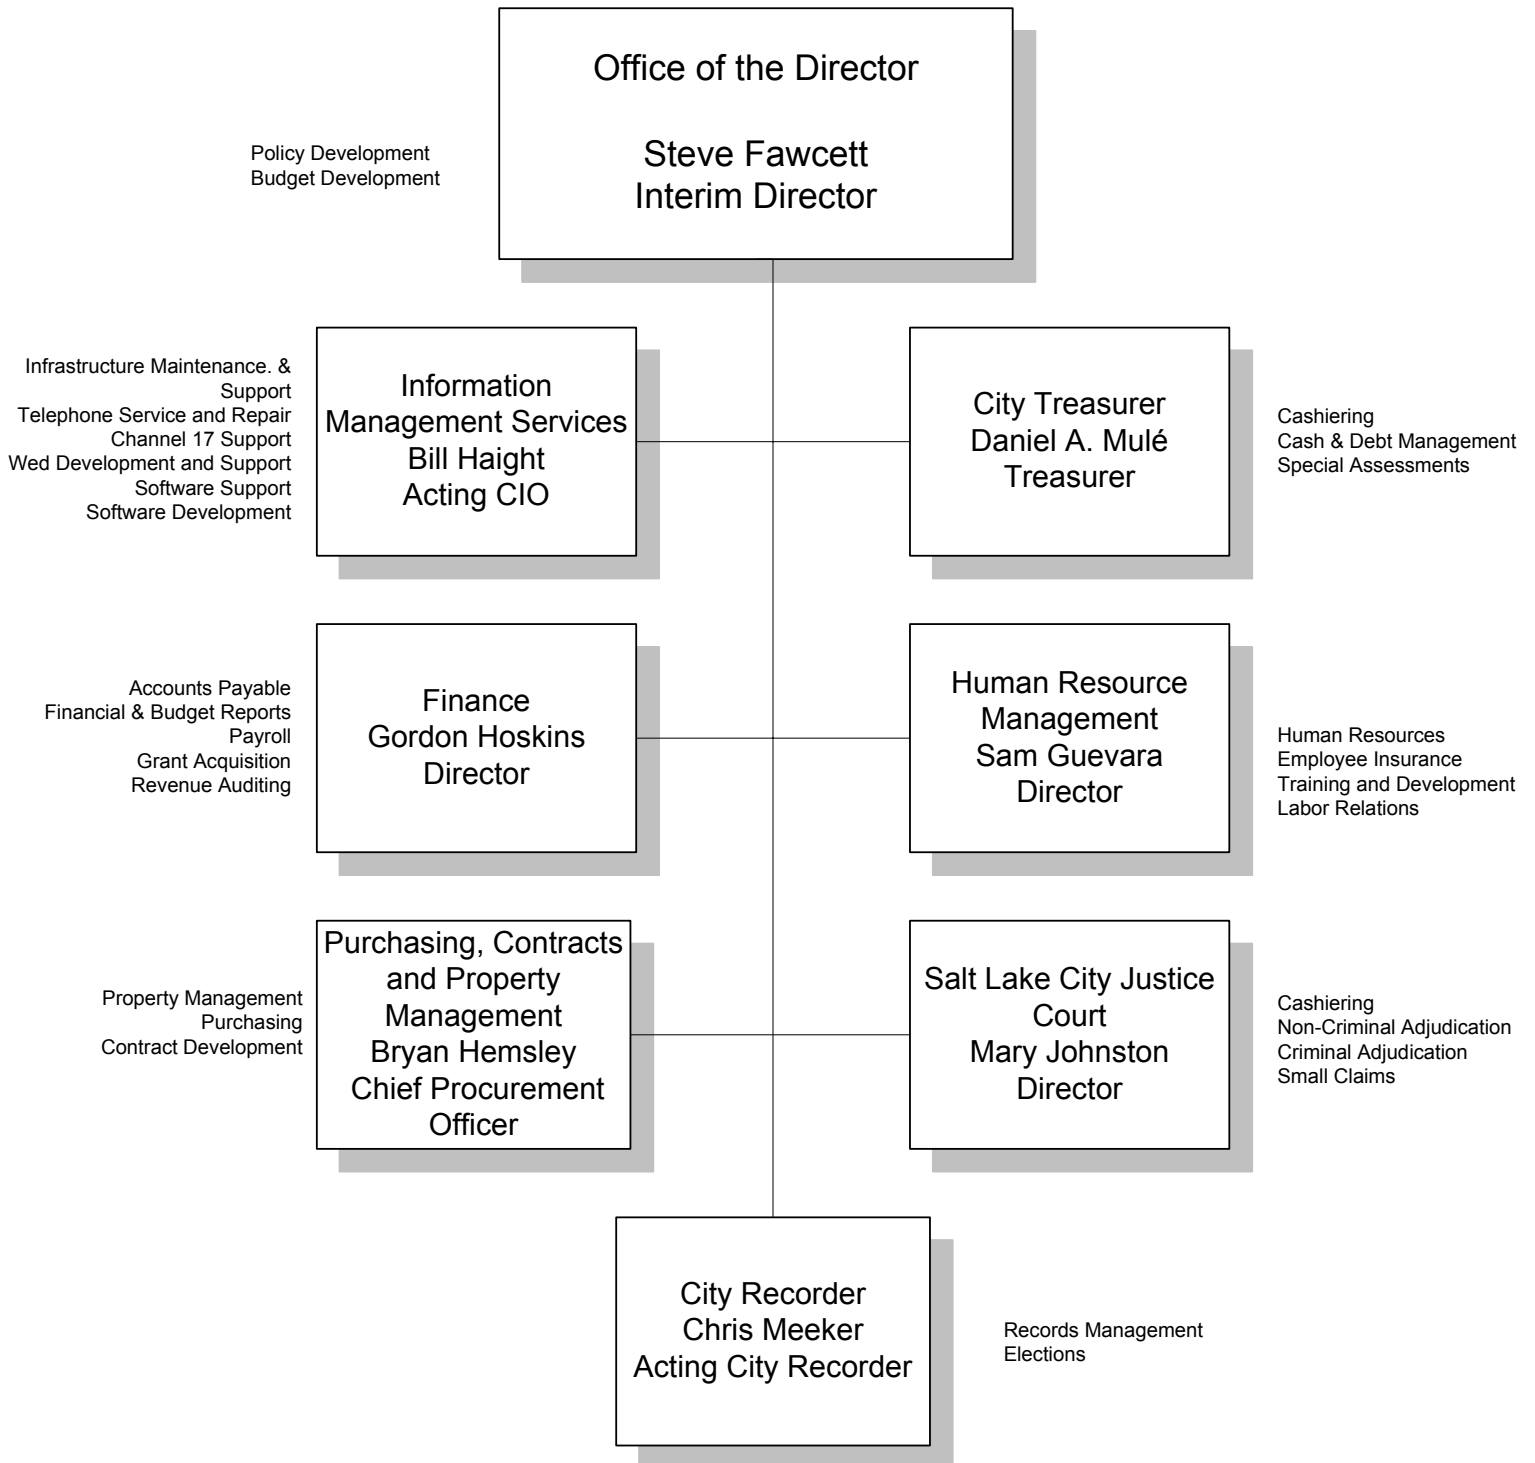 Office of the Director
Steve Fawcett
Interim Director
Policy Development
Budget Development
Infrastructure Maintenance. &
Support
Telephone Service and Repair
Channel 17 Support
Wed Development and Support
Software Support
Software Development
Information
Management Services
Bill Haight
Acting CIO
City Treasurer
Daniel A. Mulé
Treasurer
Cashiering
Cash & Debt Management
Special Assessments
Accounts Payable
Financial & Budget Reports
Payroll
Grant Acquisition
Revenue Auditing
Finance
Gordon Hoskins
Director
Human Resource
Management
Sam Guevara
Director
Human Resources
Employee Insurance
Training and Development
Labor Relations
Property Management
Purchasing
Contract Development
Purchasing, Contracts
and Property
Management
Bryan Hemsley
Chief Procurement
Officer
Salt Lake City Justice
Court
Mary Johnston
Director
Cashiering
Non-Criminal Adjudication
Criminal Adjudication
Small Claims
City Recorder
Chris Meeker
Acting City Recorder
Records Management
Elections